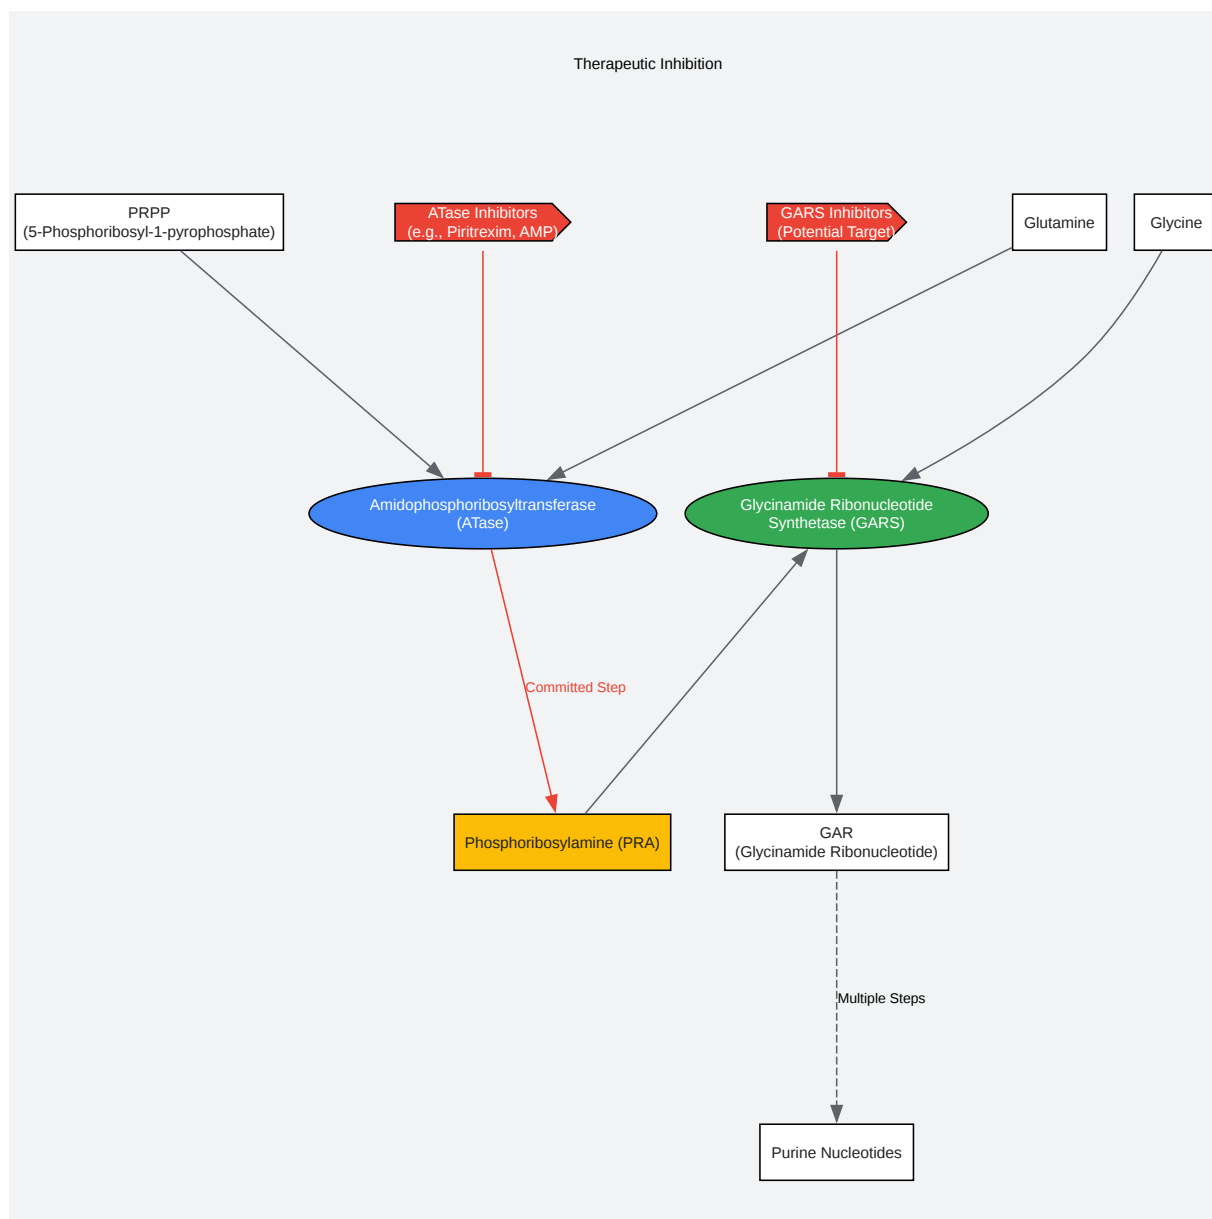 Therapeutic Inhibition
PRPP
(5-Phosphoribosyl-1-pyrophosphate)
ATase Inhibitors
(e.g., Piritrexim, AMP)
GARS Inhibitors
(Potential Target)
Glutamine
Glycine
Amidophosphoribosyltransferase
(ATase)
Glycinamide Ribonucleotide
Synthetase (GARS)
Committed Step
Phosphoribosylamine (PRA)
GAR
(Glycinamide Ribonucleotide)
Multiple Steps
Purine Nucleotides